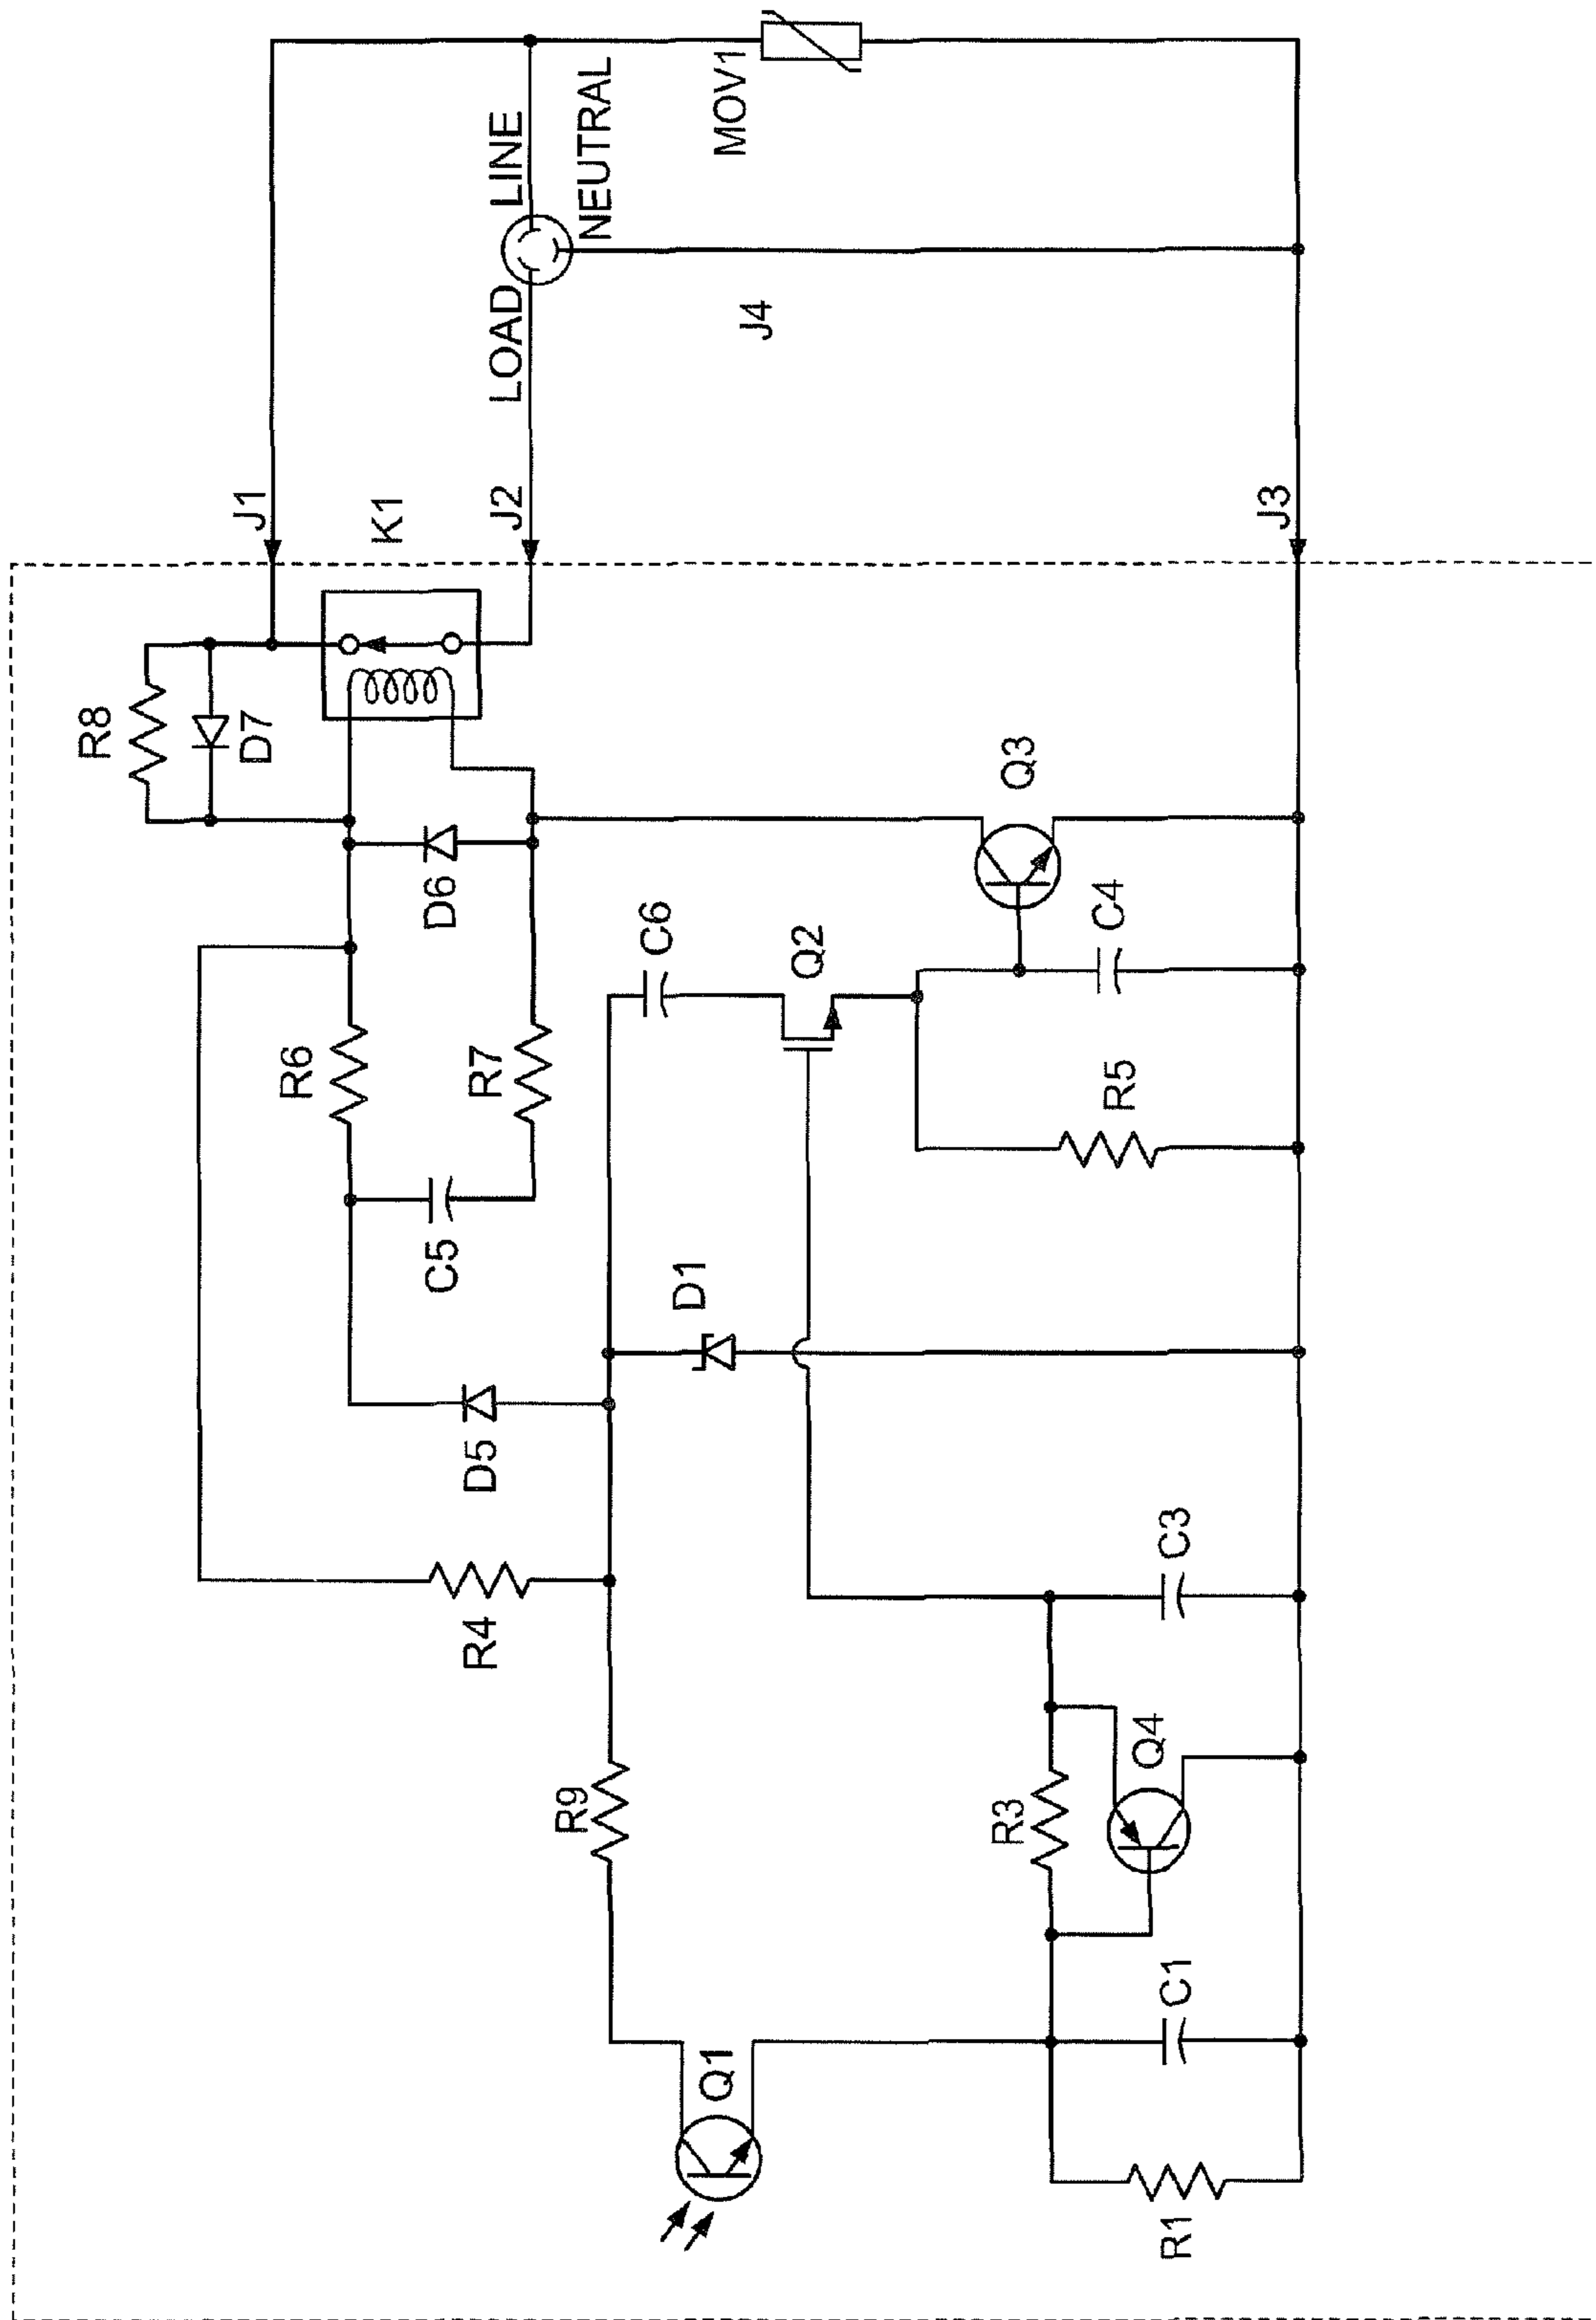 J1
R8
D7
K1
LINE
LOAD
NEUTRAL
J2
MOV1
J4
J3
D6
R6
R7
C5
C6
Q2
Q3
C4
R5
D1
D5
R4
R9
C3
R3
Q4
Q1
C1
R1